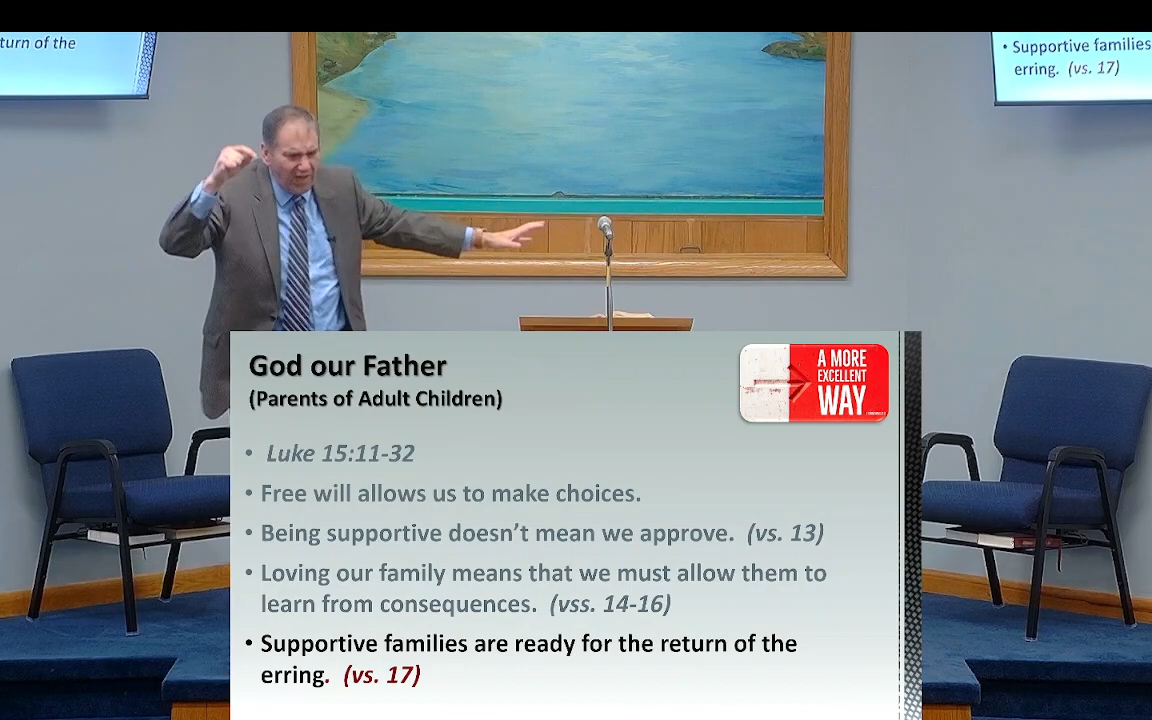 turn of the
• Supportive families
erring. (vs. 17)
God our Father
(Parents of Adult Children)
A MORE
EXCELLENT
WAY
• Luke 15:11-32
• Free will allows us to make choices.
• Being supportive doesn't mean we approve. (vs. 13)
• Loving our family means that we must allow them to
learn from consequences. (vss. 14-16)
• Supportive families are ready for the return of the
erring. (vs. 17)